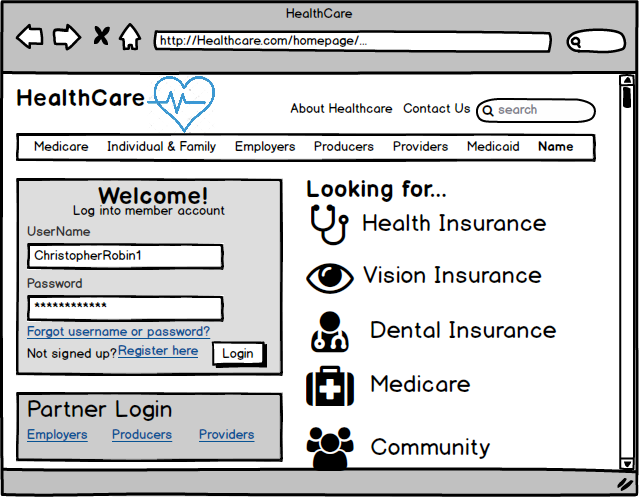 HealthCare
http://Healthcare.com/homepage/...
HealthCare
About Healthcare Contact Us search
Medicare Individual & Family Employers Producers Providers Medicaid Name
Welcome!
Log into member account
UserName
ChristopherRobin1
Password
************
Forgot username or password?
Not signed up? Register here Login
Partner Login
Employers Producers Providers
Looking for...
Health Insurance
Vision Insurance
Dental Insurance
Medicare
Community